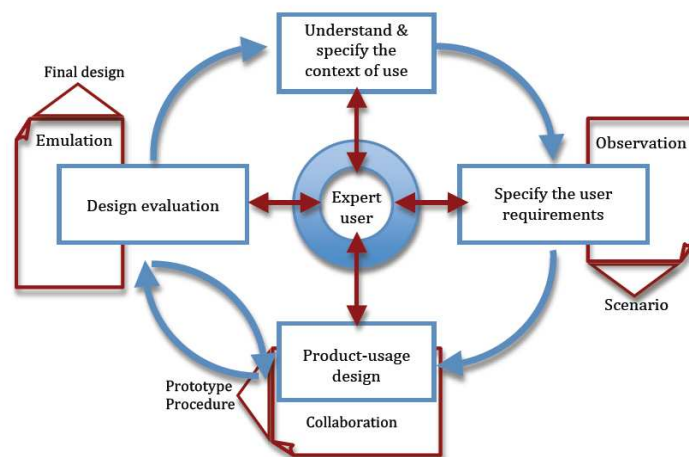 Understand &
specify the
context of use
Final design
Emulation
Observation
Design evaluation
Expert
user
Specify the user
requirements
Scenario
Product-usage
design
Prototype
Procedure
Collaboration